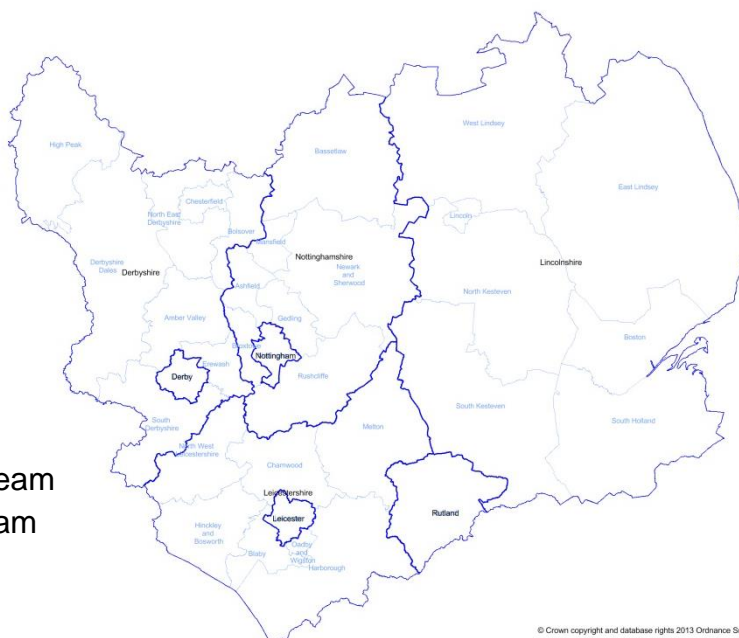 West Lindsey
High Peak
Bassetlaw
East Lindsey
Chesterfield
North East
Derbyshire
Lincoln
Bolsover
Mansfield
Nottinghamshire
Derbyshire
Dales
Derbyshire
Newark
and
Sherwood
Lincolnshire
Ashfield
North Kesteven
Amber Valley
Gedling
Boston
Nottingham
Erewash
Derby
Rushcliffe
South Kesteven
South
Derbyshire
South Holland
Melton
North West
Leicestershire
Charnwood
eam
Leicestershire
Rutland
Leicester
am
Hinckley
and
Bosworth
Oadby
and
Wigston
Blaby
Harborough
© Crown copyright and database rights 2013 Ordnance S